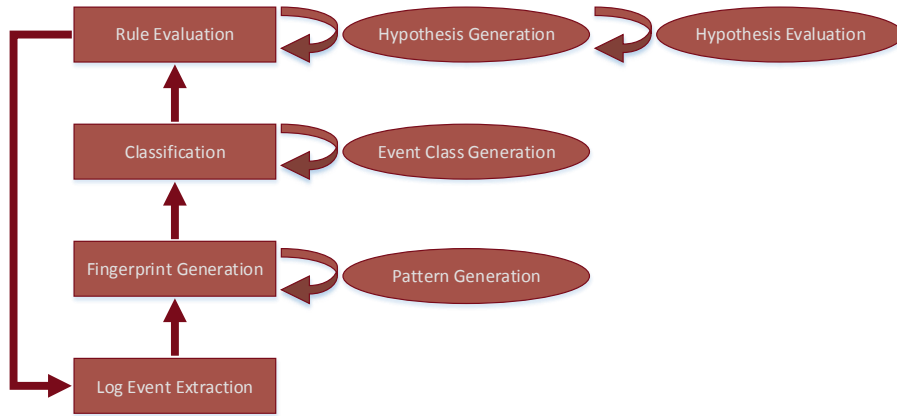 Rule Evaluation
Hypothesis Generation
Hypothesis Evaluation
Classification
Event Class Generation
Fingerprint Generation
Pattern Generation
Log Event Extraction